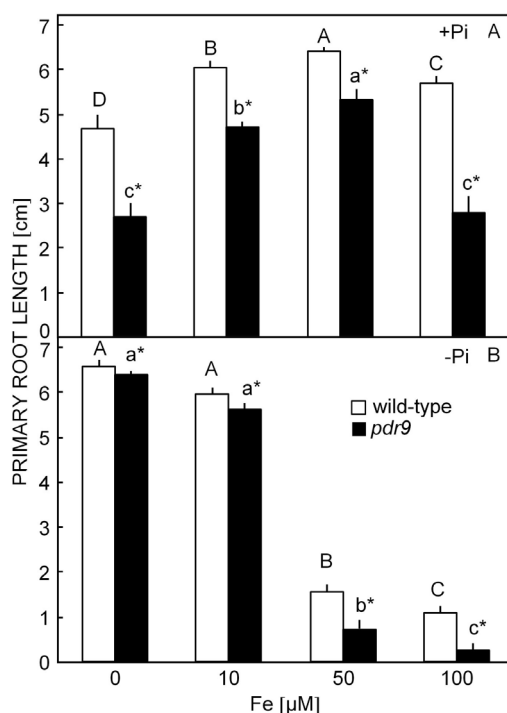 7
+Pi A
6
5
4
3
2
1
0
D
c*
B
b*
A
a*
C
c*
PRIMARY ROOT LENGTH [cm]
7
-Pi B
6
5
4
3
2
1
0
A
a*
A
a*
B
b*
C
c*
wild-type
pdr9
0 10 50 100
Fe [µM]